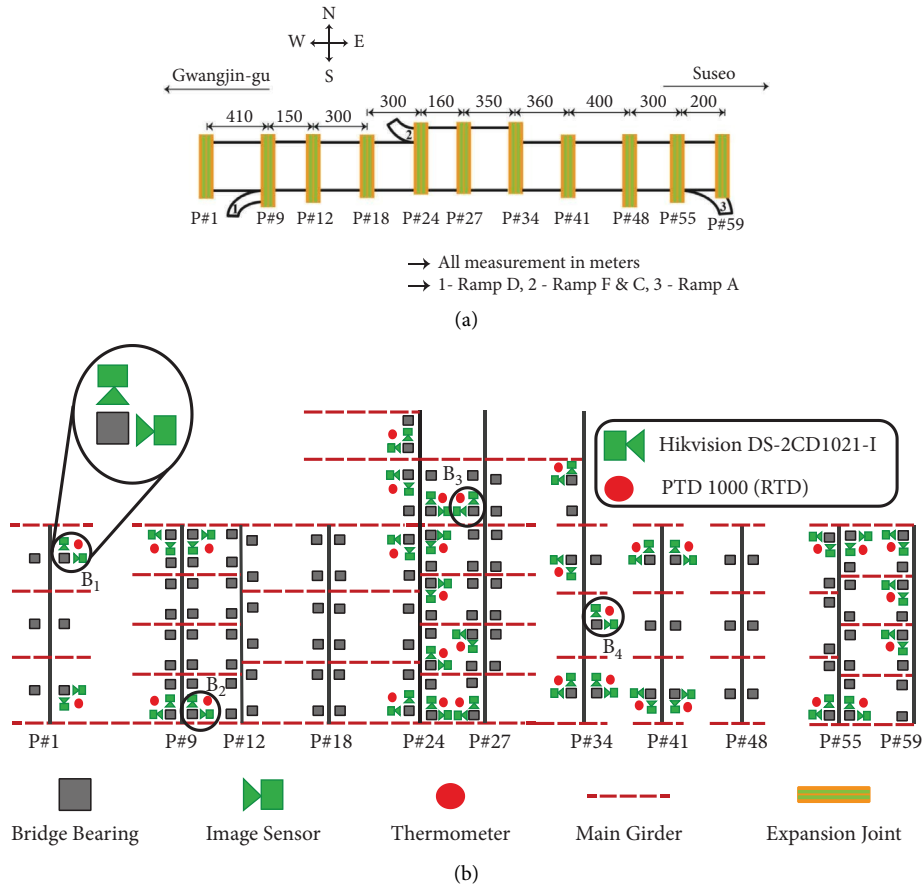 N
W E
S
Gwangjin-gu
Suseo
410 150 300 300 160 350 360 400 300 200
1 2 3
P#1 P#9 P#12 P#18 P#24 P#27 P#34 P#41 P#48 P#55 P#59
→ All measurement in meters
→ 1- Ramp D, 2 - Ramp F & C, 3 - Ramp A
(a)
Hikvision DS-2CD1021-I
PTD 1000 (RTD)
B3
B1
B4
B2
P#1 P#9 P#12 P#18 P#24 P#27 P#34 P#41 P#48 P#55 P#59
Bridge Bearing Image Sensor Thermometer Main Girder Expansion Joint
(b)